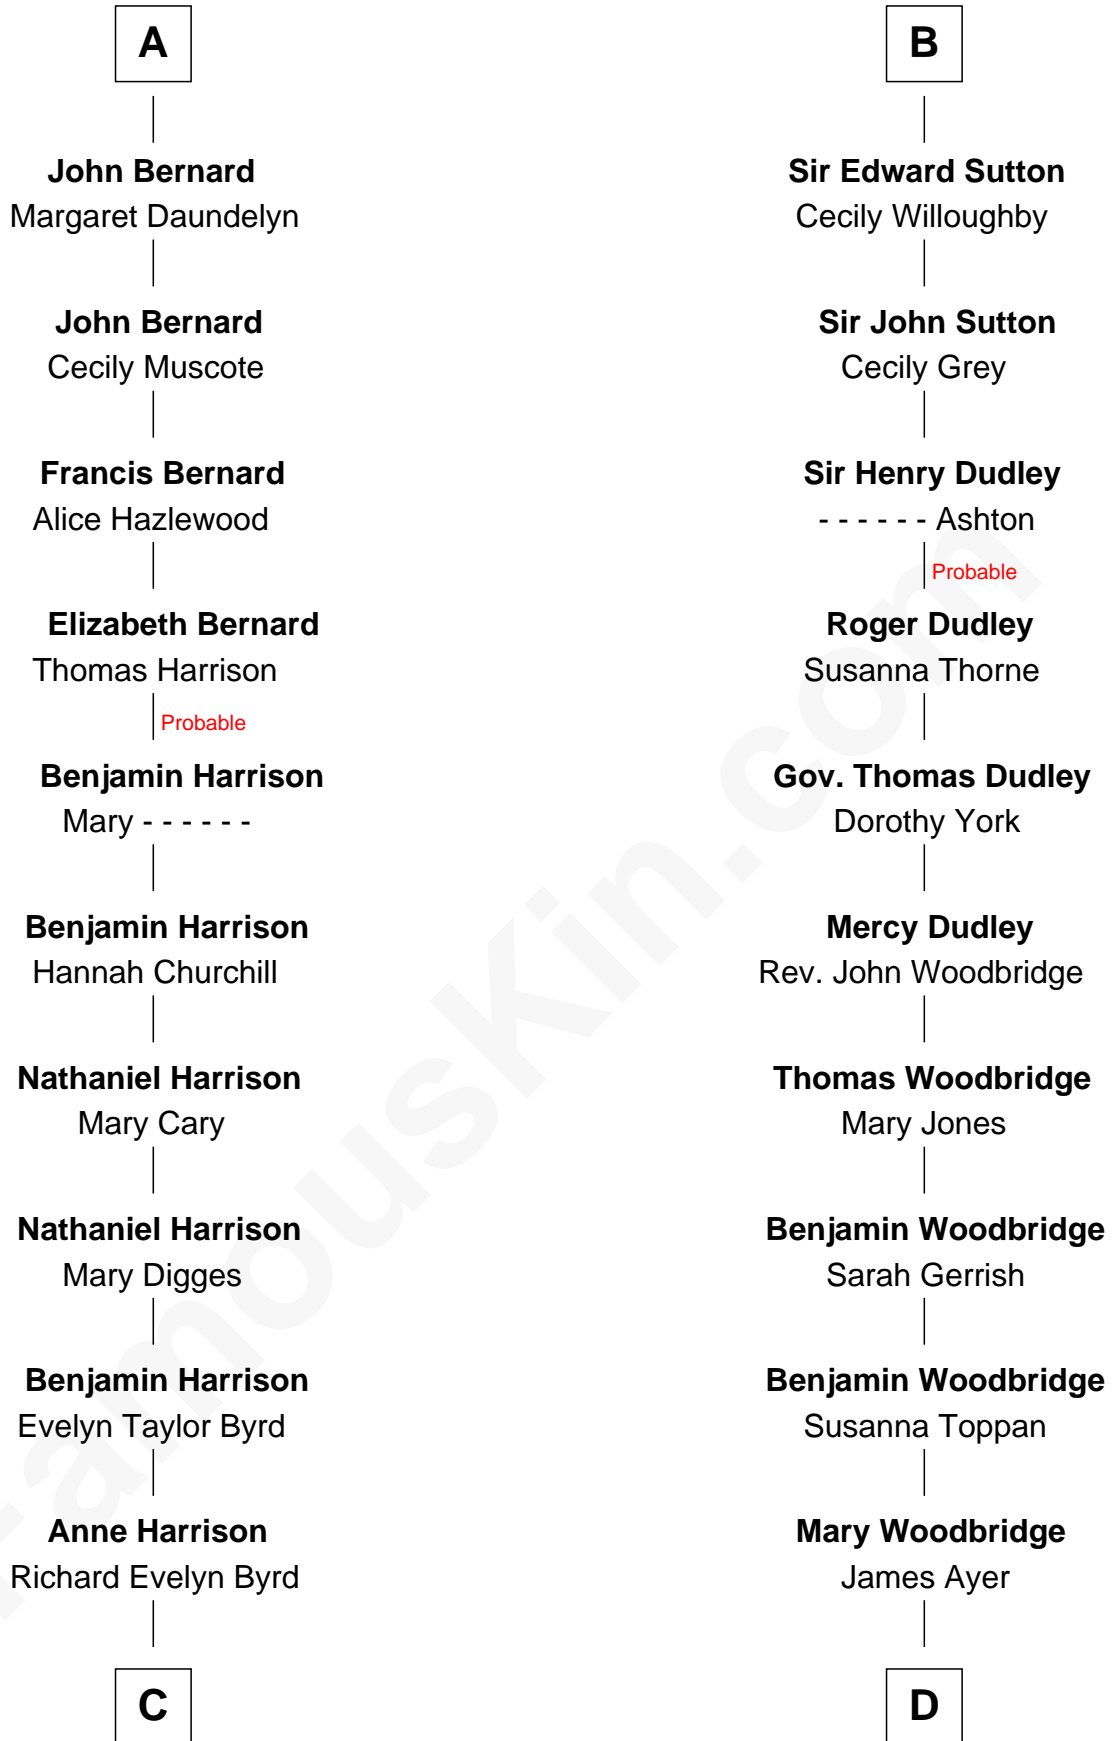 A
John Bernard
Margaret Daundelyn
John Bernard
Cecily Muscote
Francis Bernard
Alice Hazlewood
Elizabeth Bernard
Thomas Harrison
Probable
Benjamin Harrison
Mary - - - - - -
Benjamin Harrison
Hannah Churchill
Nathaniel Harrison
Mary Cary
Nathaniel Harrison
Mary Digges
Benjamin Harrison
Evelyn Taylor Byrd
Anne Harrison
Richard Evelyn Byrd
C
B
Sir Edward Sutton
Cecily Willoughby
Sir John Sutton
Cecily Grey
Sir Henry Dudley
- - - - - - Ashton
Probable
Roger Dudley
Susanna Thorne
Gov. Thomas Dudley
Dorothy York
Mercy Dudley
Rev. John Woodbridge
Thomas Woodbridge
Mary Jones
Benjamin Woodbridge
Sarah Gerrish
Benjamin Woodbridge
Susanna Toppan
Mary Woodbridge
James Ayer
D
FamousKin.com